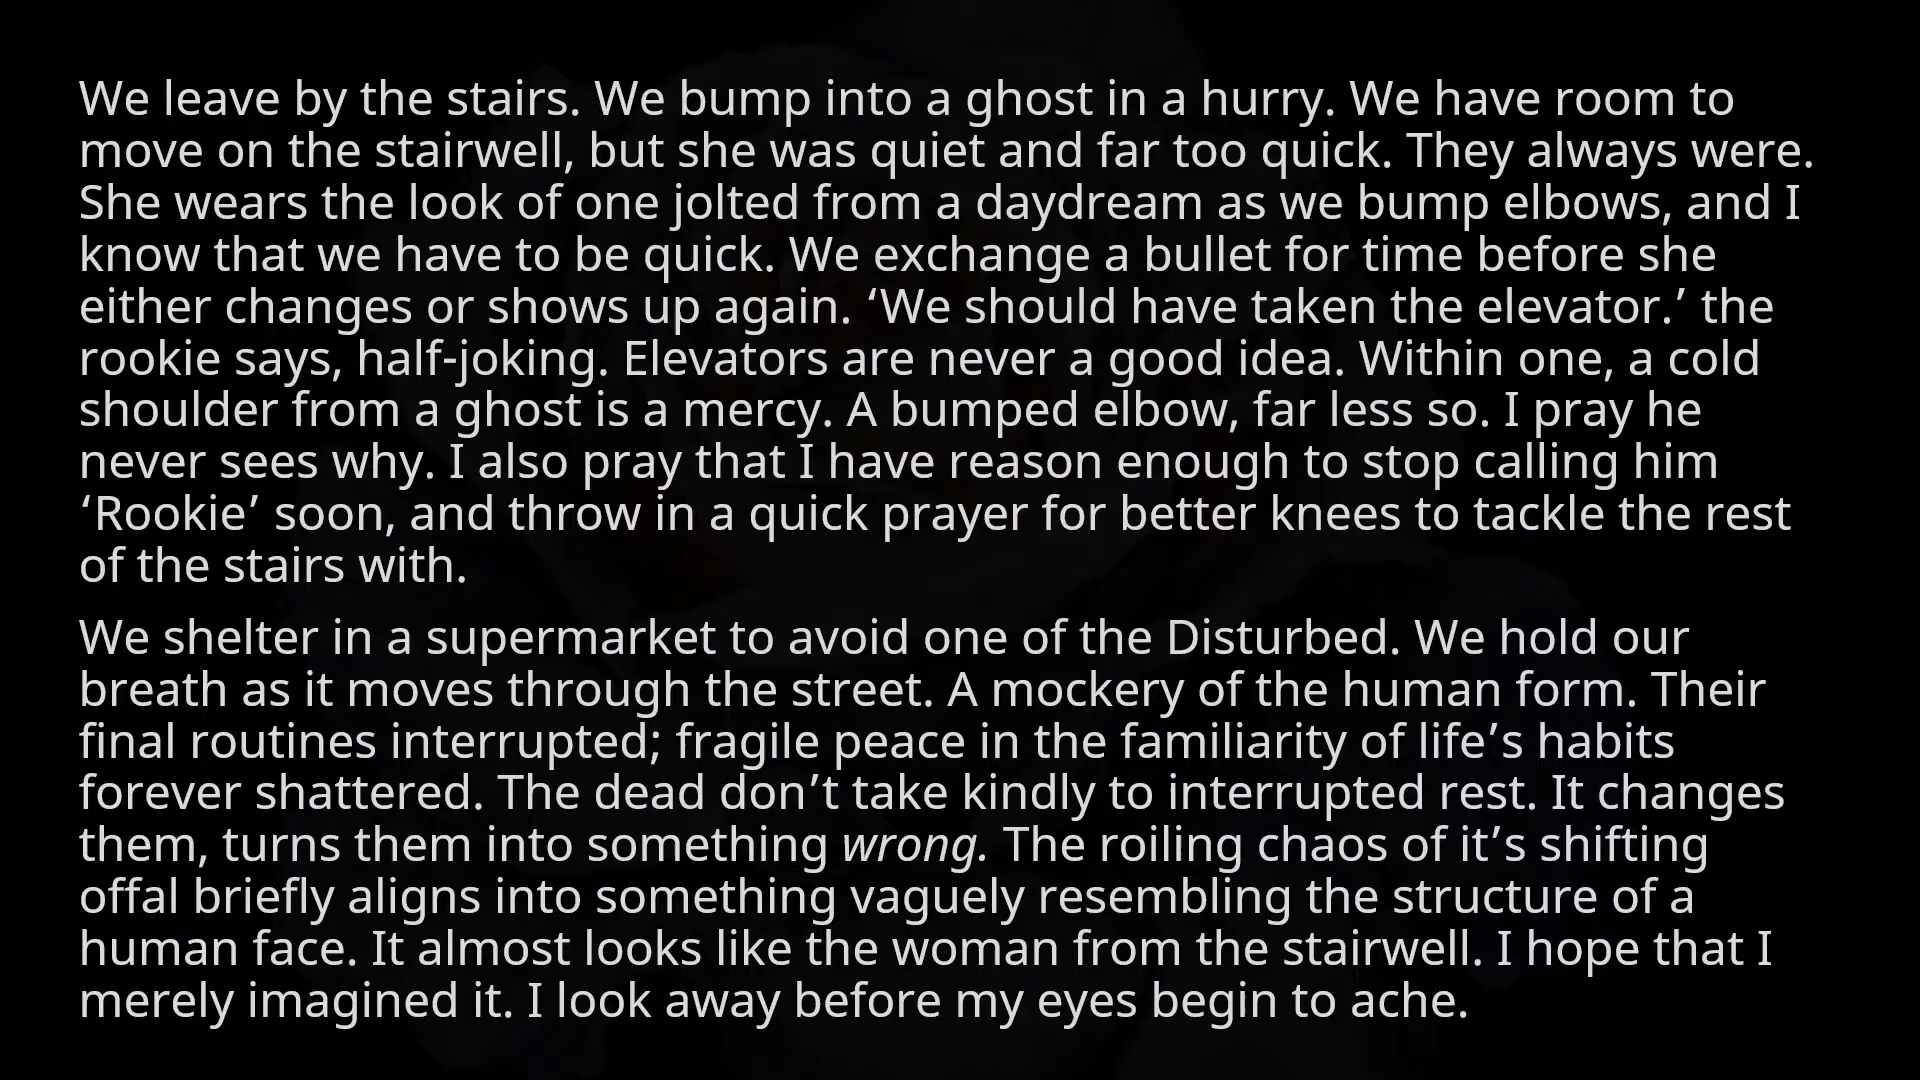 We leave by the stairs. We bump into a ghost in a hurry. We have room to
move on the stairwell, but she was quiet and far too quick. They always were.
She wears the look of one jolted from a daydream as we bump elbows, and I
know that we have to be quick. We exchange a bullet for time before she
either changes or shows up again. ‘We should have taken the elevator.’ the
rookie says, half-joking. Elevators are never a good idea. Within one, a cold
shoulder from a ghost is a mercy. A bumped elbow, far less so. I pray he
never sees why. I also pray that I have reason enough to stop calling him
‘Rookie’ soon, and throw in a quick prayer for better knees to tackle the rest
of the stairs with.
We shelter in a supermarket to avoid one of the Disturbed. We hold our
breath as it moves through the street. A mockery of the human form. Their
final routines interrupted; fragile peace in the familiarity of life’s habits
forever shattered. The dead don’t take kindly to interrupted rest. It changes
them, turns them into something wrong. The roiling chaos of it’s shifting
offal briefly aligns into something vaguely resembling the structure of a
human face. It almost looks like the woman from the stairwell. I hope that I
merely imagined it. I look away before my eyes begin to ache.